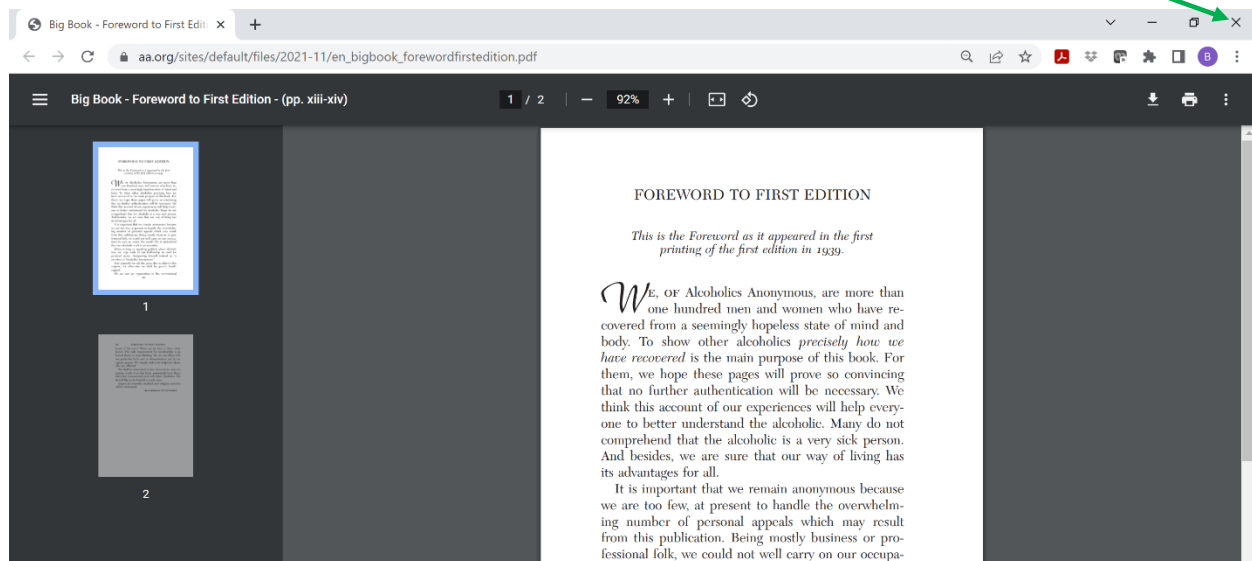 Big Book - Foreword to First Editi
aa.org/sites/default/files/2021-11/en_bigbook_forewordfirstedition.pdf
B
Big Book - Foreword to First Edition - (pp. xiii-xiv)
1 / 2
92%
1
2
FOREWORD TO FIRST EDITION
This is the Foreword as it appeared in the first
printing of the first edition in 1939.
WE, OF Alcoholics Anonymous, are more than
one hundred men and women who have re-
covered from a seemingly hopeless state of mind and
body. To show other alcoholics precisely how we
have recovered is the main purpose of this book. For
them, we hope these pages will prove so convincing
that no further authentication will be necessary. We
think this account of our experiences will help every-
one to better understand the alcoholic. Many do not
comprehend that the alcoholic is a very sick person.
And besides, we are sure that our way of living has
its advantages for all.
It is important that we remain anonymous because
we are too few, at present to handle the overwhelm-
ing number of personal appeals which may result
from this publication. Being mostly business or pro-
fessional folk, we could not well carry on our occupa-